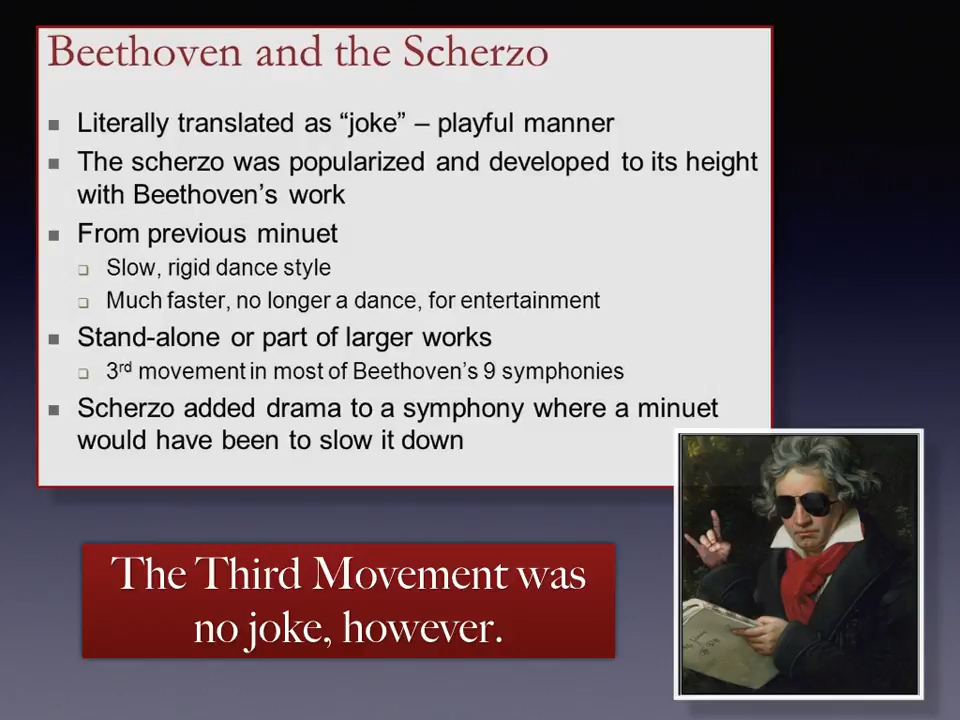 Beethoven and the Scherzo
Literally translated as “joke” – playful manner
The scherzo was popularized and developed to its height
with Beethoven’s work
From previous minuet
Slow, rigid dance style
Much faster, no longer a dance, for entertainment
Stand-alone or part of larger works
3rd movement in most of Beethoven’s 9 symphonies
Scherzo added drama to a symphony where a minuet
would have been to slow it down
The Third Movement was
no joke, however.